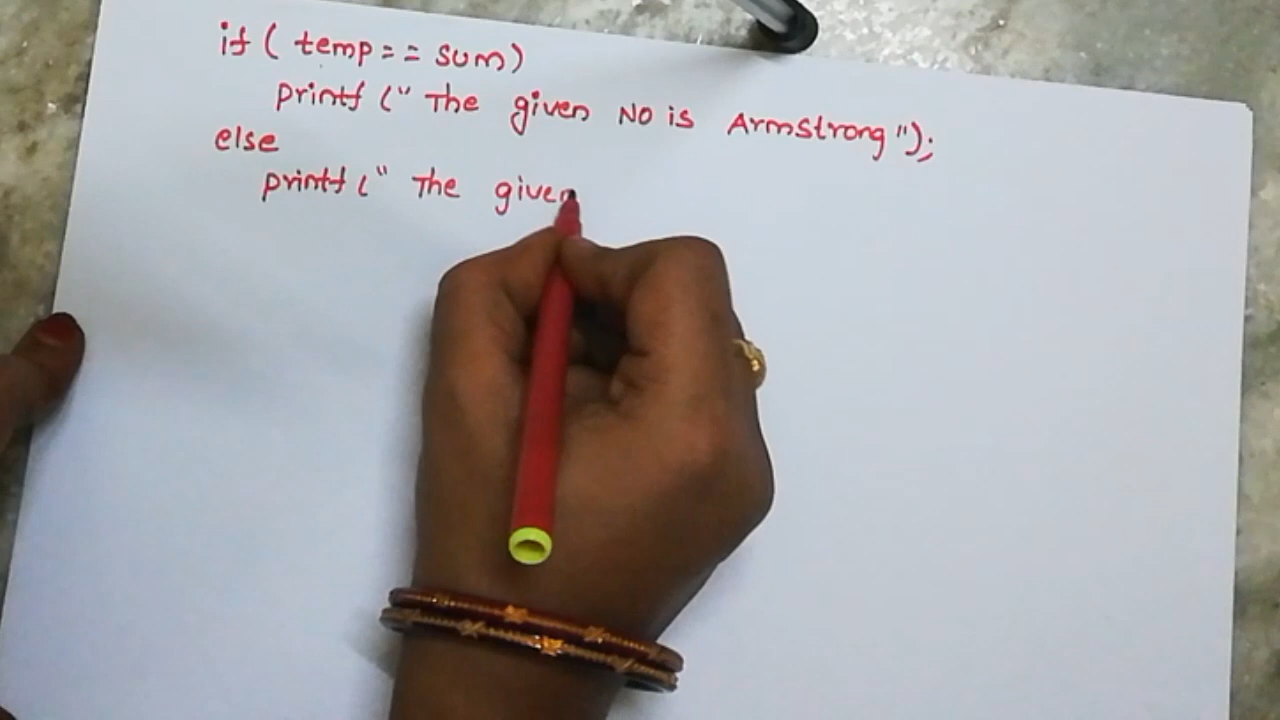 if ( temp == sum)
printf (" The given No is Armstrong");
else
printf (" The given